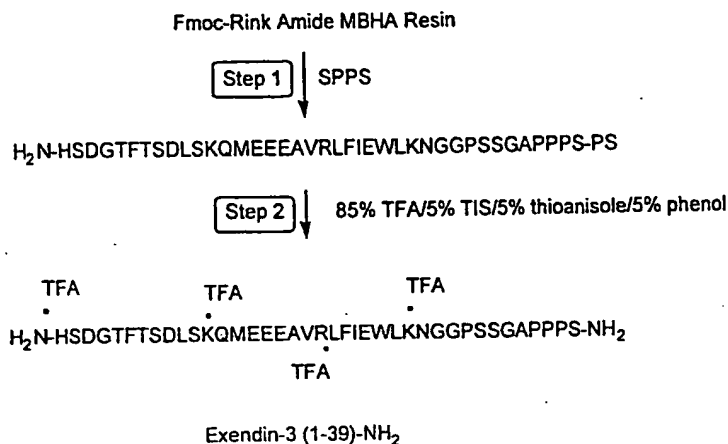 Fmoc-Rink Amide MBHA Resin
Step 1 SPPS
H₂N-HSDGTFTSDLSKQMEEEAVRLFIEWLKNGGPSSGAPPPS-PS
Step 2 85% TFA/5% TIS/5% thioanisole/5% phenol
TFA TFA TFA
H₂N-HSDGTFTSDLSKQMEEEAVRLFIEWLKNGGPSSGAPPPS-NH₂
TFA
Exendin-3 (1-39)-NH₂